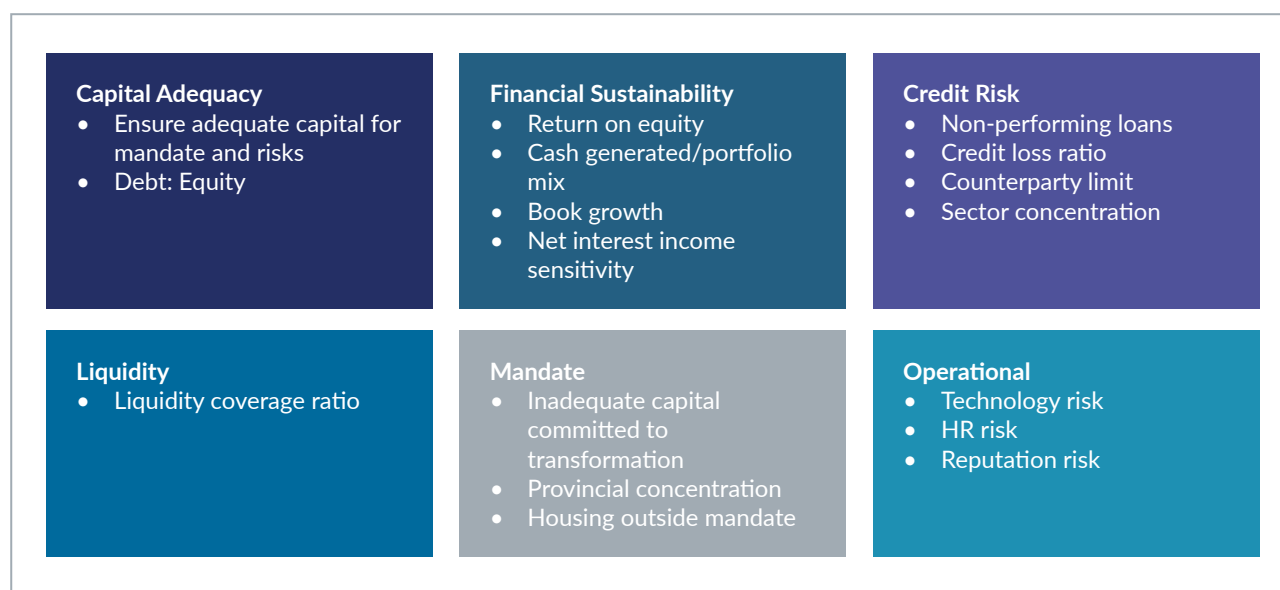 Capital Adequacy
• Ensure adequate capital for
mandate and risks
• Debt: Equity
Financial Sustainability
• Return on equity
• Cash generated/portfolio
mix
• Book growth
• Net interest income
sensitivity
Credit Risk
• Non-performing loans
• Credit loss ratio
• Counterparty limit
• Sector concentration
Liquidity
• Liquidity coverage ratio
Mandate
• Inadequate capital
committed to
transformation
• Provincial concentration
• Housing outside mandate
Operational
• Technology risk
• HR risk
• Reputation risk